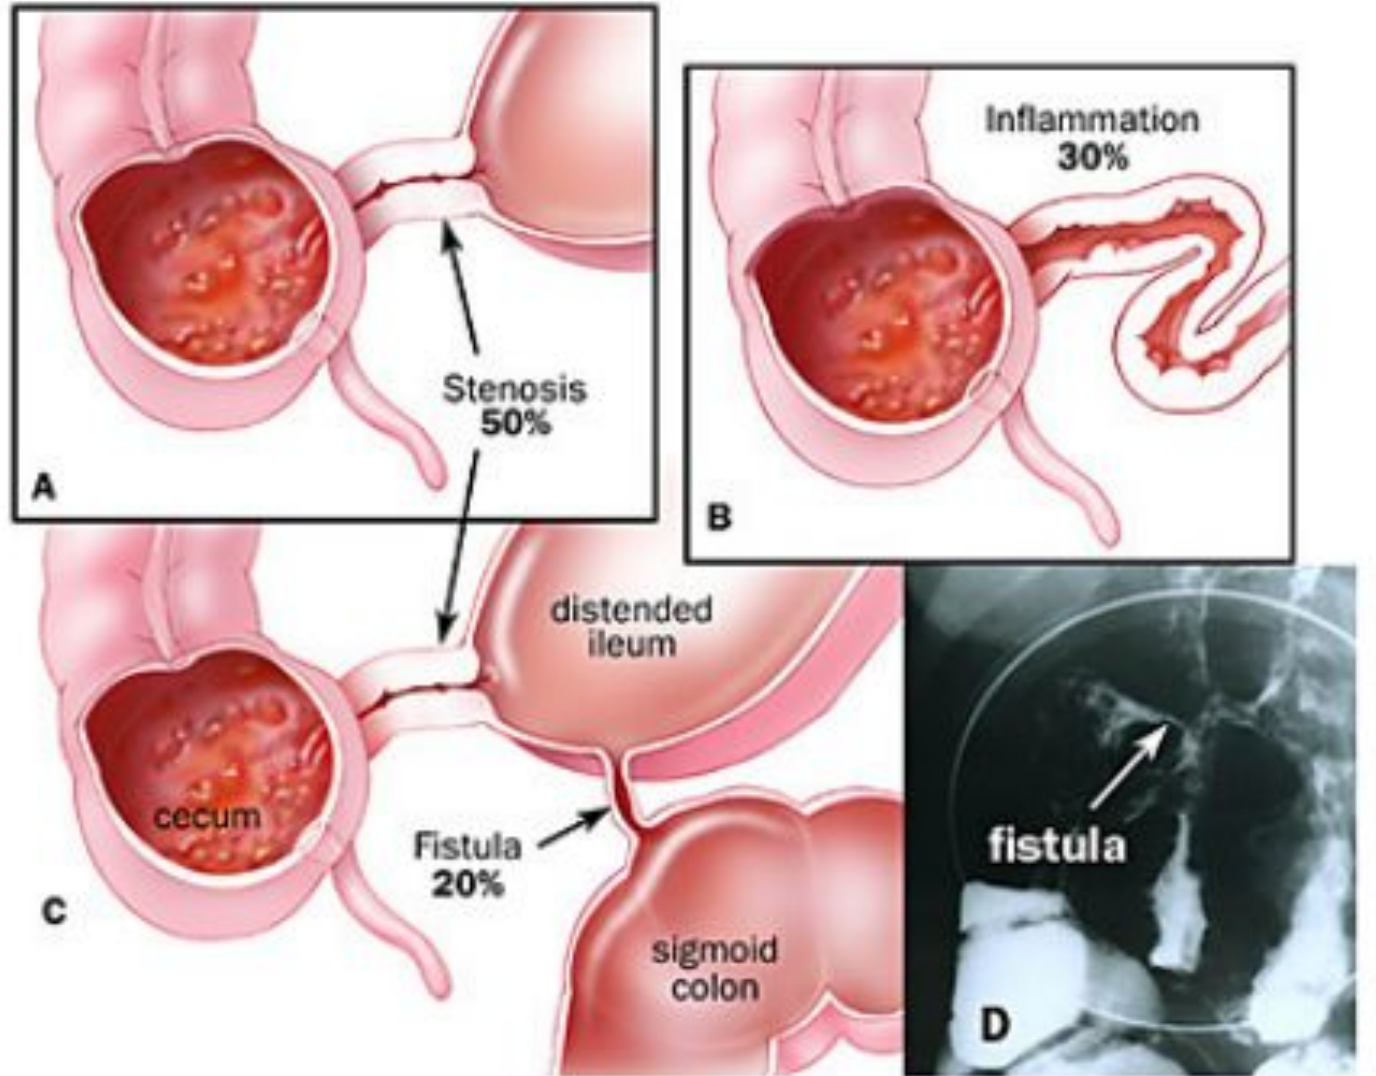 Stenosis
50%
A
Inflammation
30%
B
distended
ileum
cecum
Fistula
20%
sigmoid
colon
C
fistula
D